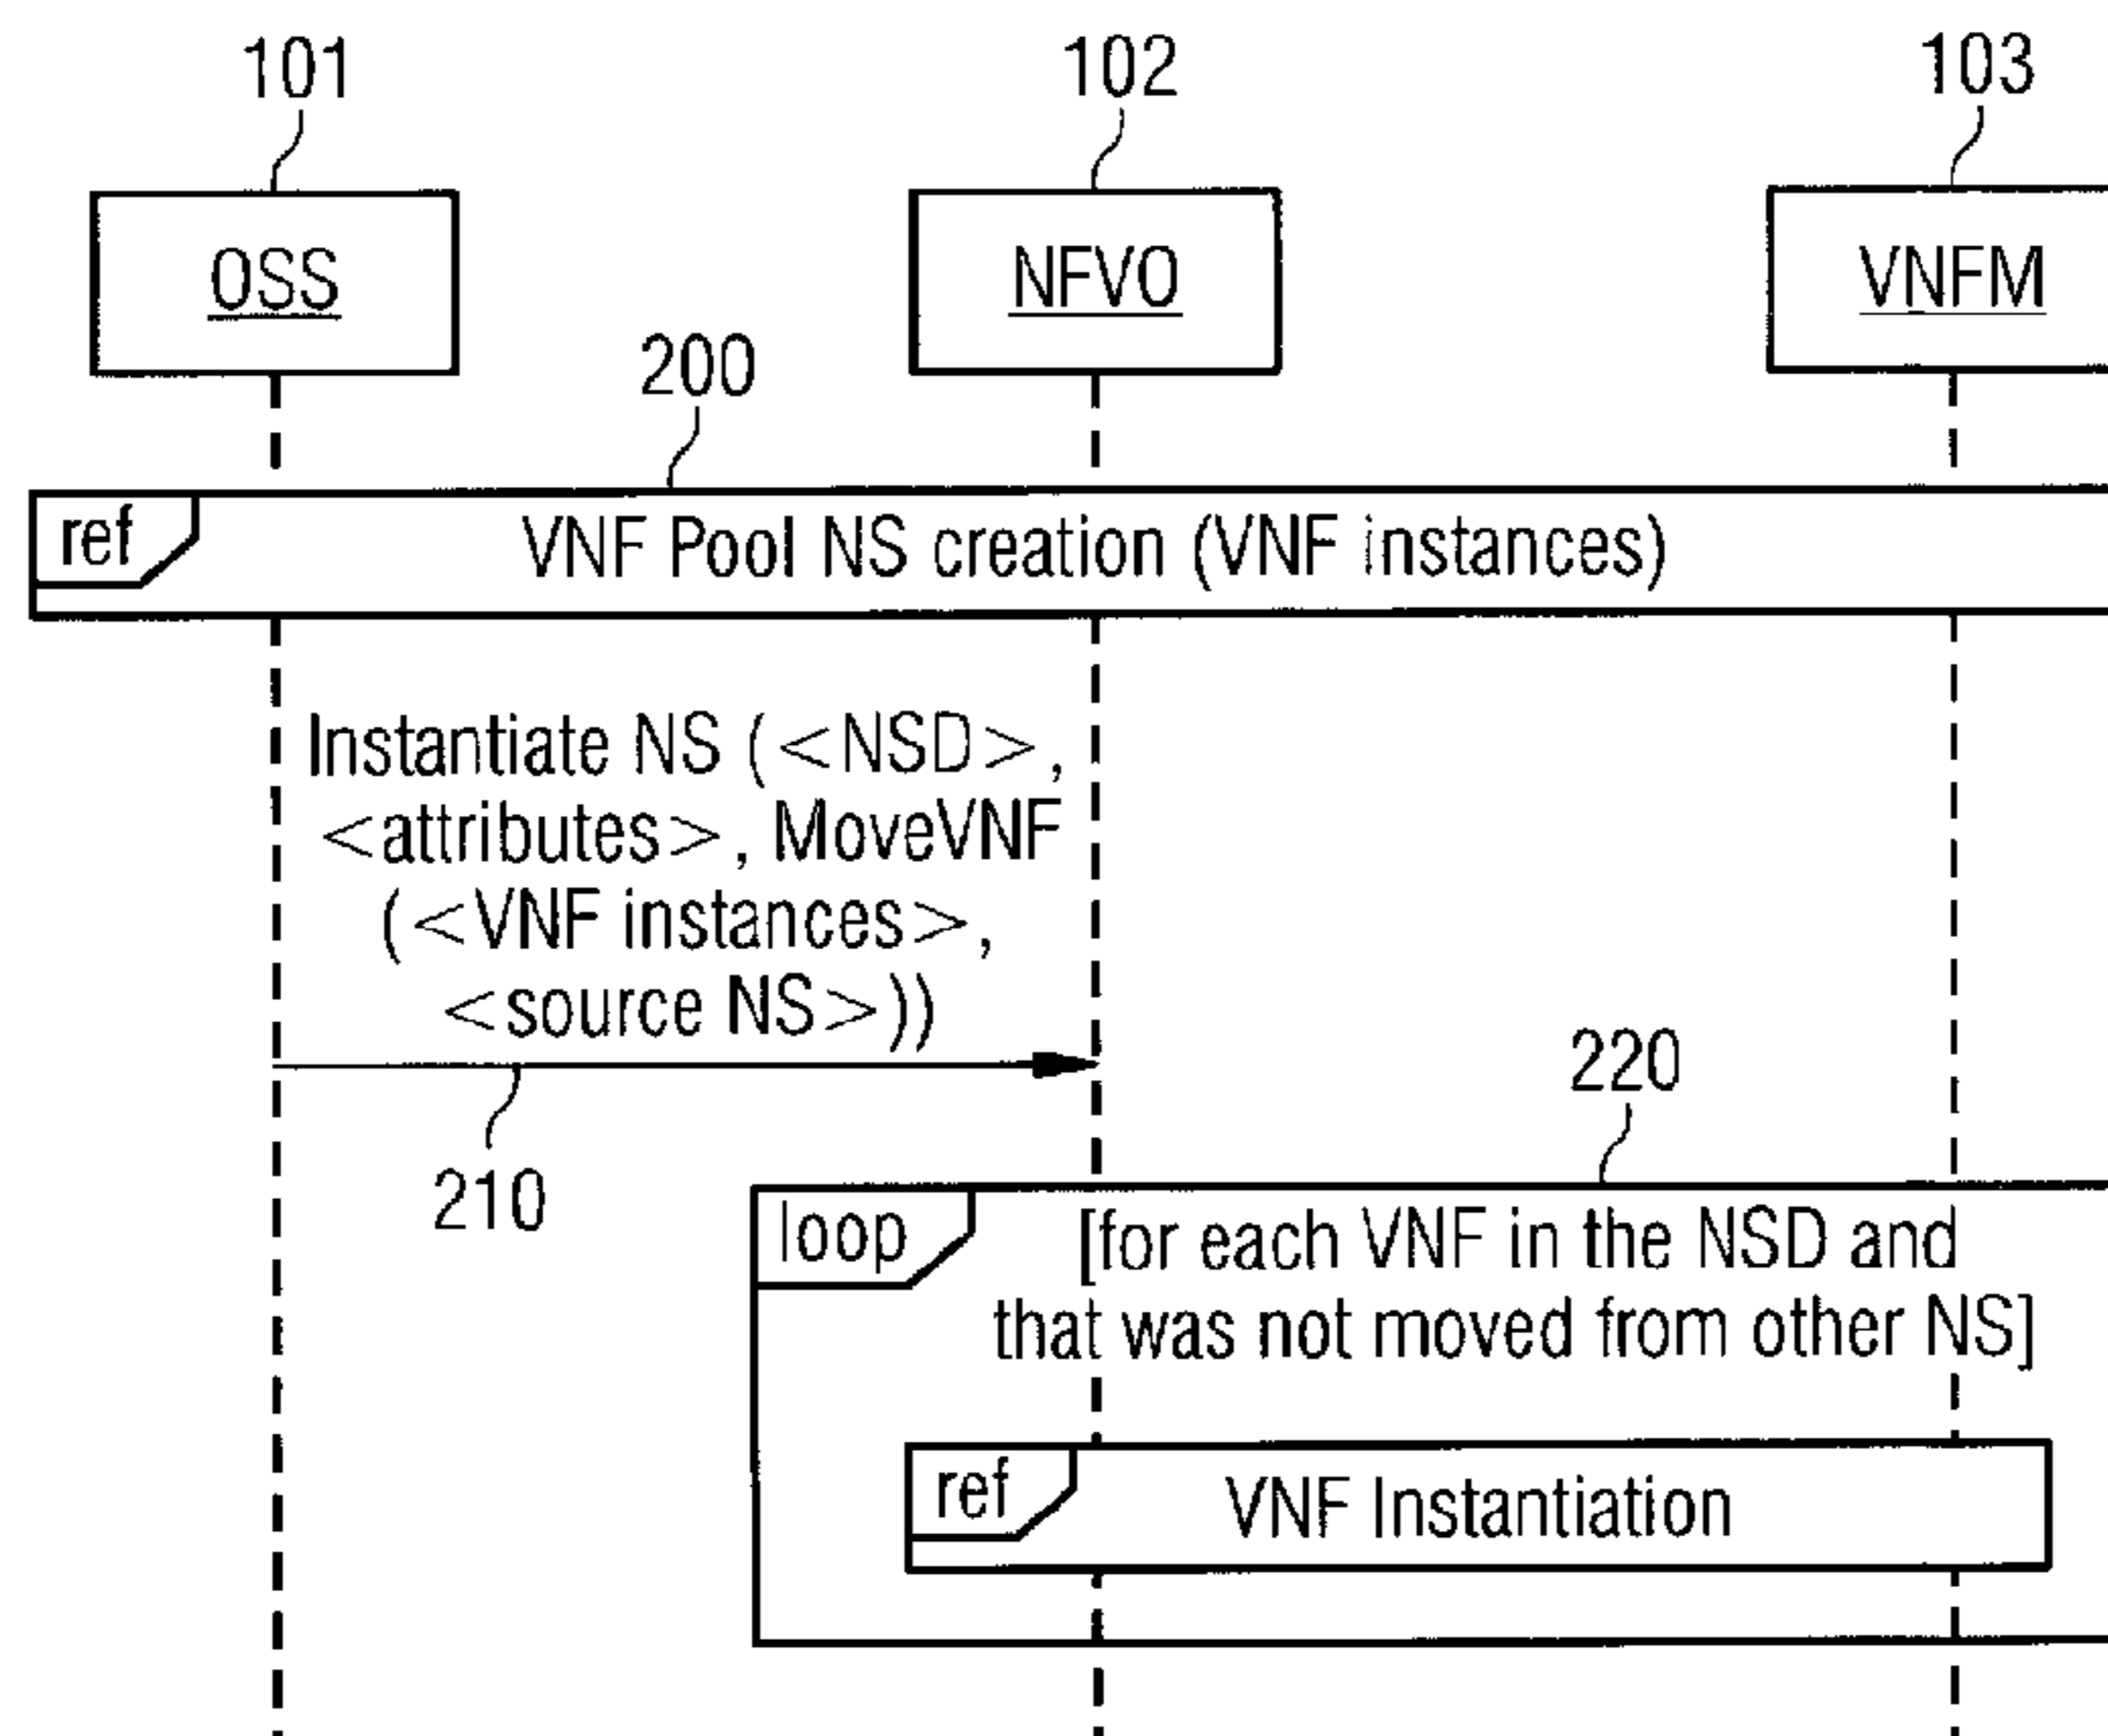 101
102
103
OSS
NFVO
VNFM
200
ref
VNF Pool NS creation (VNF instances)
Instantiate NS (<NSD>,
<attributes>, MoveVNF
(<VNF instances>,
<source NS>))
210
220
loop
[for each VNF in the NSD and
that was not moved from other NS]
ref
VNF Instantiation